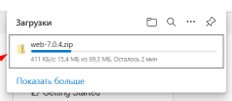 Загрузки
web-7.0.4.zip
411 КБ/с: 15,4 МБ из 69,3 МБ, Осталось 2 мин
Показать больше
Getting Started